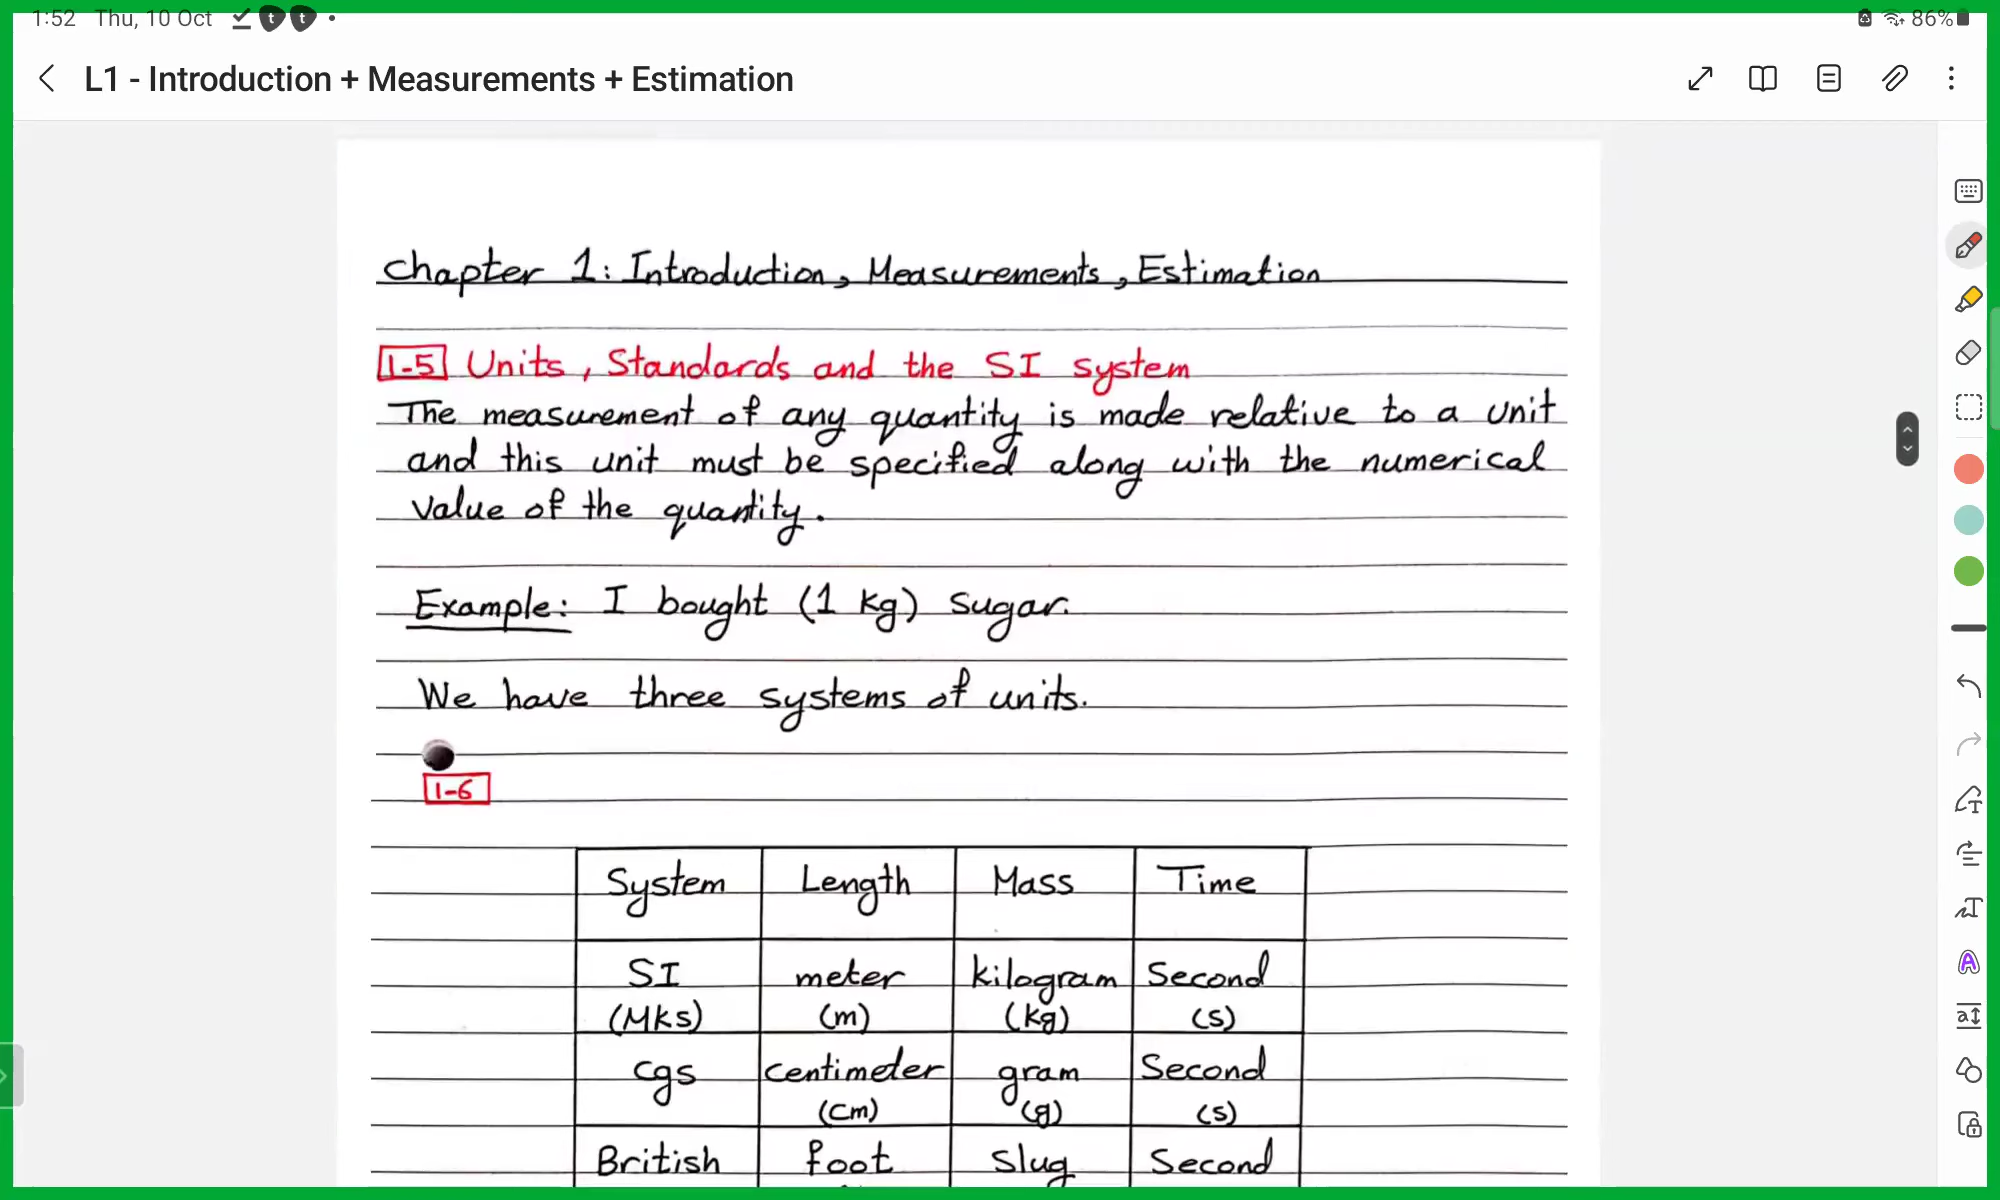 1:52 Thu, 10 Oct t t • 86%
L1 - Introduction + Measurements + Estimation
Chapter 1: Introduction, Measurements, Estimation
1-5 Units, Standards and the SI system
The measurement of any quantity is made relative to a unit
and this unit must be specified along with the numerical
value of the quantity.
Example: I bought (1 kg) sugar.
We have three systems of units.
1-6
System Length Mass Time
SI meter kilogram Second
(Mks) (m) (kg) (s)
cgs centimeter gram Second
(cm) (g) (s)
British foot Slug Second